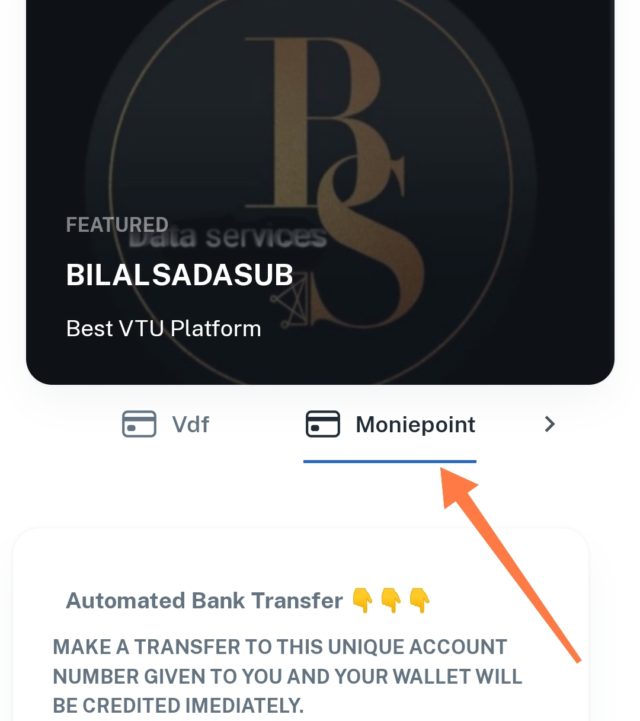 BS
FEATURED
Data services
BILALSADASUB
Best VTU Platform
Vdf
Moniepoint
Automated Bank Transfer 👇👇👇
MAKE A TRANSFER TO THIS UNIQUE ACCOUNT
NUMBER GIVEN TO YOU AND YOUR WALLET WILL
BE CREDITED IMEDIATELY.